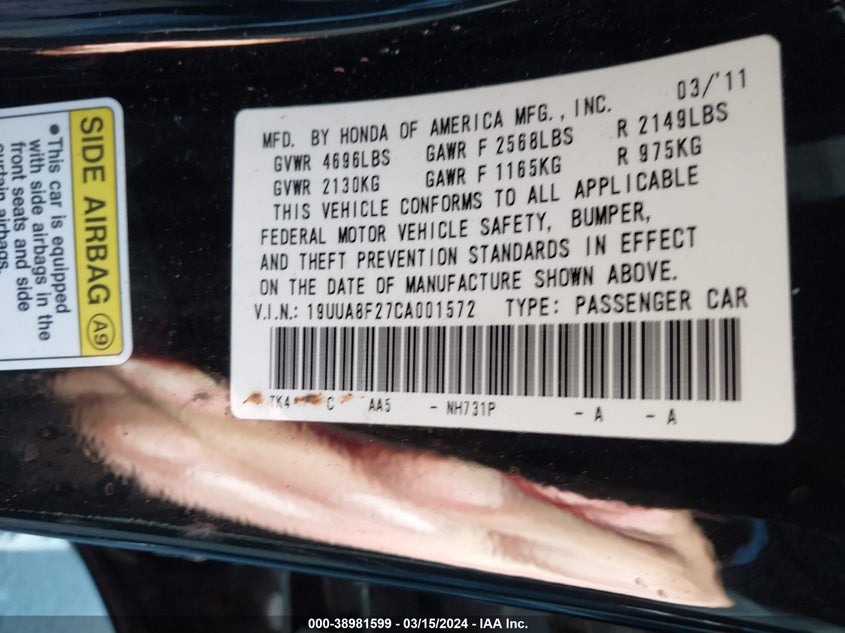 SIDE AIRBAG A9
•This car is equipped
with side airbags in the
front seats and side
curtain airbags.
03/'11
MFD. BY HONDA OF AMERICA MFG., INC.
GVWR 4696LBS GAWR F 2568LBS R 2149LBS
GVWR 2130KG GAWR F 1165KG R 975KG
THIS VEHICLE CONFORMS TO ALL APPLICABLE
FEDERAL MOTOR VEHICLE SAFETY, BUMPER,
AND THEFT PREVENTION STANDARDS IN EFFECT
ON THE DATE OF MANUFACTURE SHOWN ABOVE.
V.I.N.: 19UUA8F27CA001572 TYPE: PASSENGER CAR
TK4 C AA5 - NH731P - A - A
000-38981599 — 03/15/2024 — IAA Inc.